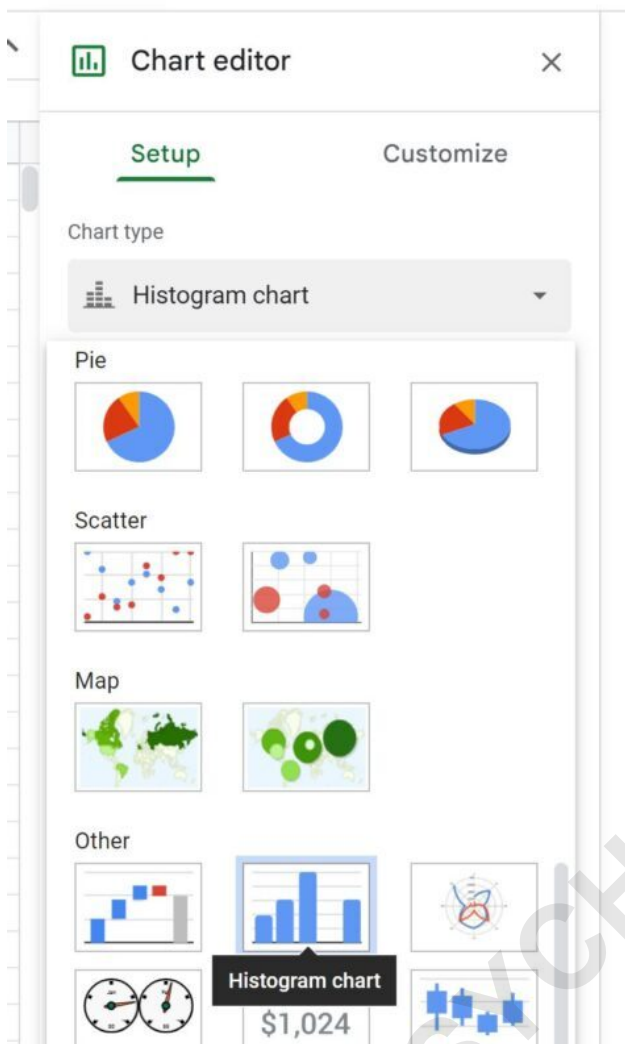 Chart editor
Setup Customize
Chart type
Histogram chart
Pie
Scatter
Map
Other
Histogram chart
$1,024